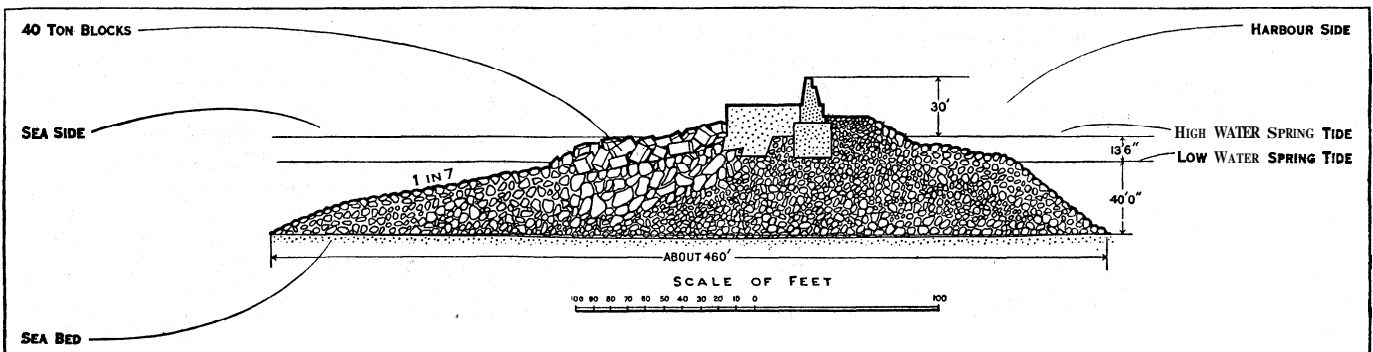 40 TON BLOCKS
HARBOUR SIDE
30'
SEA SIDE
HIGH WATER SPRING TIDE
13'6"
LOW WATER SPRING TIDE
1 IN 7
40'0"
ABOUT 460'
SCALE OF FEET
100 90 80 70 60 50 40 30 20 10 0 100
SEA BED